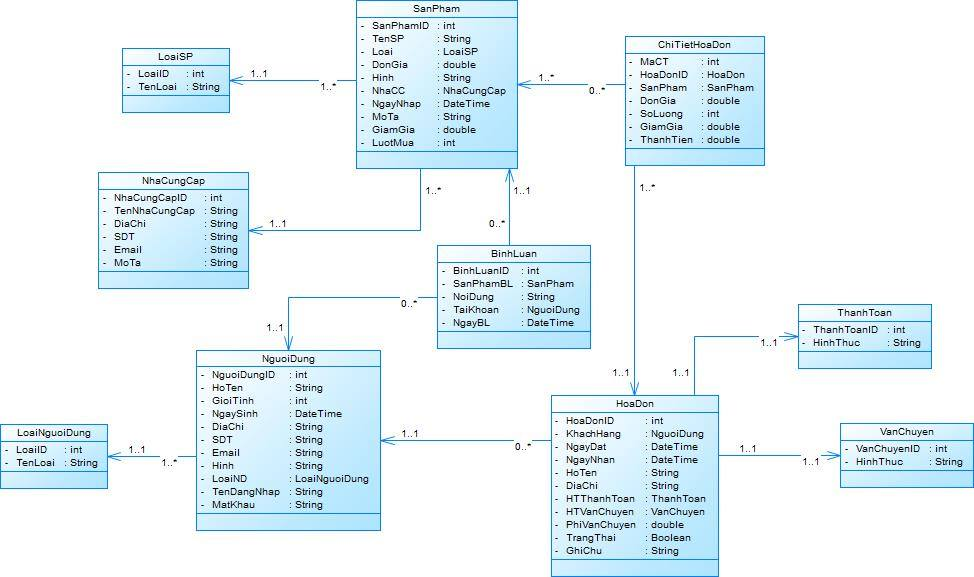 SanPham
- SanPhamID : int
- TenSP : String
- Loai : LoaiSP
- DonGia : double
- Hinh : String
- NhaCC : NhaCungCap
- NgayNhap : DateTime
- MoTa : String
- GiamGia : double
- LuotMua : int
LoaiSP
- LoaiID : int
- TenLoai : String
1..1
1..*
ChiTietHoaDon
- MaCT : int
- HoaDonID : HoaDon
- SanPham : SanPham
- DonGia : double
- SoLuong : int
- GiamGia : double
- ThanhTien : double
1..*
0..*
NhaCungCap
- NhaCungCapID : int
- TenNhaCungCap : String
- DiaChi : String
- SDT : String
- Email : String
- MoTa : String
1..*
1..1
1..1
0..*
1..*
BinhLuan
- BinhLuanID : int
- SanPhamBL : SanPham
- NoiDung : String
- TaiKhoan : NguoiDung
- NgayBL : DateTime
0..*
1..1
ThanhToan
- ThanhToanID : int
- HinhThuc : String
1..1
1..1
1..1
NguoiDung
- NguoiDungID : int
- HoTen : String
- GioiTinh : int
- NgaySinh : DateTime
- DiaChi : String
- SDT : String
- Email : String
- Hinh : String
- LoaiND : LoaiNguoiDung
- TenDangNhap : String
- MatKhau : String
LoaiNguoiDung
- LoaiID : int
- TenLoai : String
1..1
1..*
1..1
0..*
HoaDon
- HoaDonID : int
- KhachHang : NguoiDung
- NgayDat : DateTime
- NgayNhan : DateTime
- HoTen : String
- DiaChi : String
- HTThanhToan : ThanhToan
- HTVanChuyen : VanChuyen
- PhiVanChuyen : double
- TrangThai : Boolean
- GhiChu : String
1..1
1..1
VanChuyen
- VanChuyenID : int
- HinhThuc : String